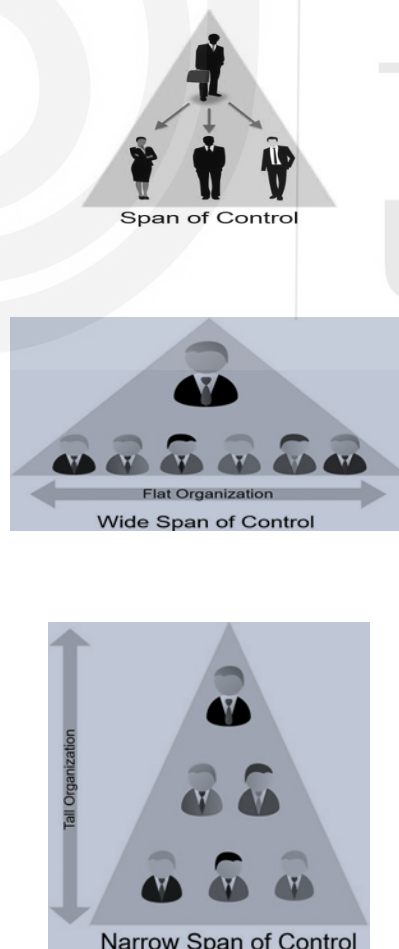 Span of Control
Flat Organization
Wide Span of Control
Tall Organization
Narrow Span of Control